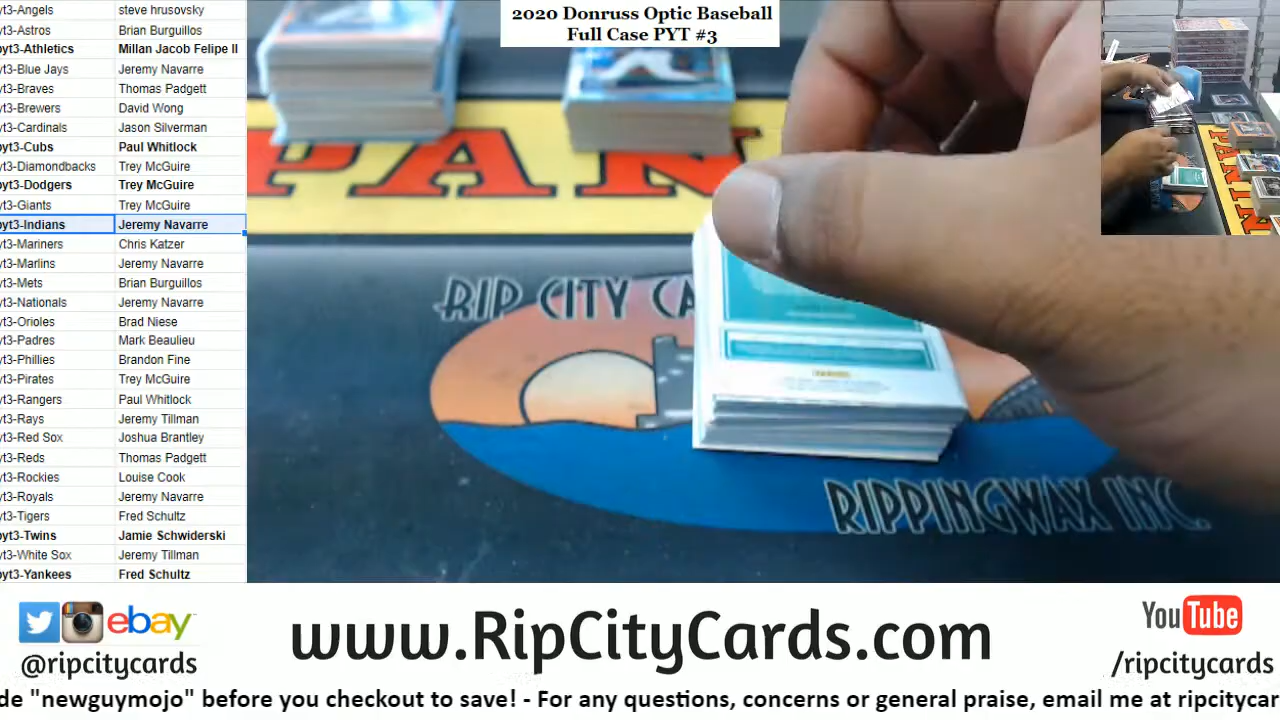 2020 Donruss Optic Baseball
Full Case PYT #3
yt3-Angels steve hrusovsky
yt3-Astros Brian Burguillos
pyt3-Athletics Millan Jacob Felipe II
yt3-Blue Jays Jeremy Navarre
yt3-Braves Thomas Padgett
yt3-Brewers David Wong
yt3-Cardinals Jason Silverman
pyt3-Cubs Paul Whitlock
yt3-Diamondbacks Trey McGuire
pyt3-Dodgers Trey McGuire
yt3-Giants Trey McGuire
pyt3-Indians Jeremy Navarre
yt3-Mariners Chris Katzer
yt3-Marlins Jeremy Navarre
yt3-Mets Brian Burguillos
yt3-Nationals Jeremy Navarre
yt3-Orioles Brad Niese
yt3-Padres Mark Beaulieu
yt3-Phillies Brandon Fine
yt3-Pirates Trey McGuire
yt3-Rangers Paul Whitlock
yt3-Rays Jeremy Tillman
yt3-Red Sox Joshua Brantley
yt3-Reds Thomas Padgett
yt3-Rockies Louise Cook
yt3-Royals Jeremy Navarre
yt3-Tigers Fred Schultz
pyt3-Twins Jamie Schwiderski
yt3-White Sox Jeremy Tillman
pyt3-Yankees Fred Schultz
PANI
RIP CITY CA
RIPPINGWAX INC.
ebay
@ripcitycards
www.RipCityCards.com
YouTube
/ripcitycards
de "newguymojo" before you checkout to save! - For any questions, concerns or general praise, email me at ripcitycar